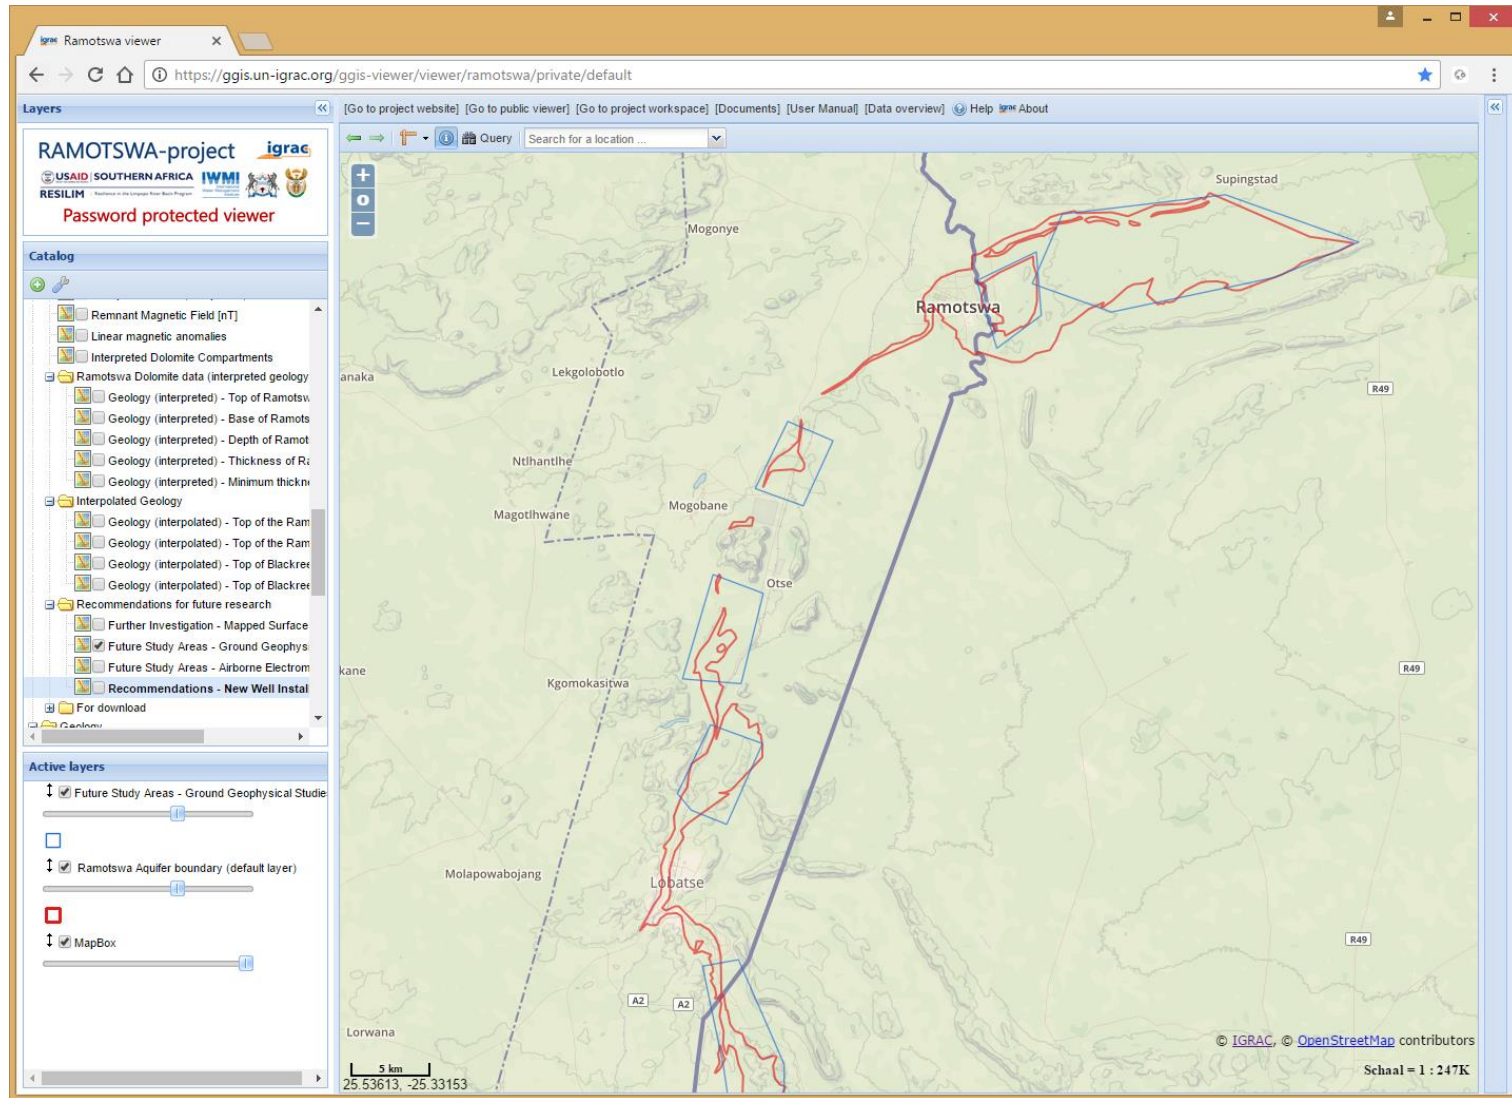 igrac Ramotswa viewer
https://ggis.un-igrac.org/ggis-viewer/viewer/ramotswa/private/default
Layers
[Go to project website] [Go to public viewer] [Go to project workspace] [Documents] [User Manual] [Data overview] Help igrac About
Query
Search for a location ...
RAMOTSWA-project igrac
USAID SOUTHERN AFRICA IWMI
RESILIM
Password protected viewer
Catalog
Remnant Magnetic Field [nT]
Linear magnetic anomalies
Interpreted Dolomite Compartments
Ramotswa Dolomite data (interpreted geology
Geology (interpreted) - Top of Ramotsw
Geology (interpreted) - Base of Ramots
Geology (interpreted) - Depth of Ramot
Geology (interpreted) - Thickness of Ra
Geology (interpreted) - Minimum thickn
Interpolated Geology
Geology (interpolated) - Top of the Ram
Geology (interpolated) - Top of the Ram
Geology (interpolated) - Top of Blackree
Geology (interpolated) - Top of Blackree
Recommendations for future research
Further Investigation - Mapped Surface
Future Study Areas - Ground Geophys
Future Study Areas - Airborne Electrom
Recommendations - New Well Instal
For download
Geology
Active layers
Future Study Areas - Ground Geophysical Studie
Ramotswa Aquifer boundary (default layer)
MapBox
Supingstad
Mogonye
Ramotswa
Lekgolobotlo
anaka
R49
Ntlhantlhe
Mogobane
Magotlhwane
Otse
kane
R49
Kgomokasitwa
Molapowabojang
Lobatse
R49
A2
A2
Lorwana
© IGRAC, © OpenStreetMap contributors
5 km
25.53613, -25.33153
Schaal = 1 : 247K